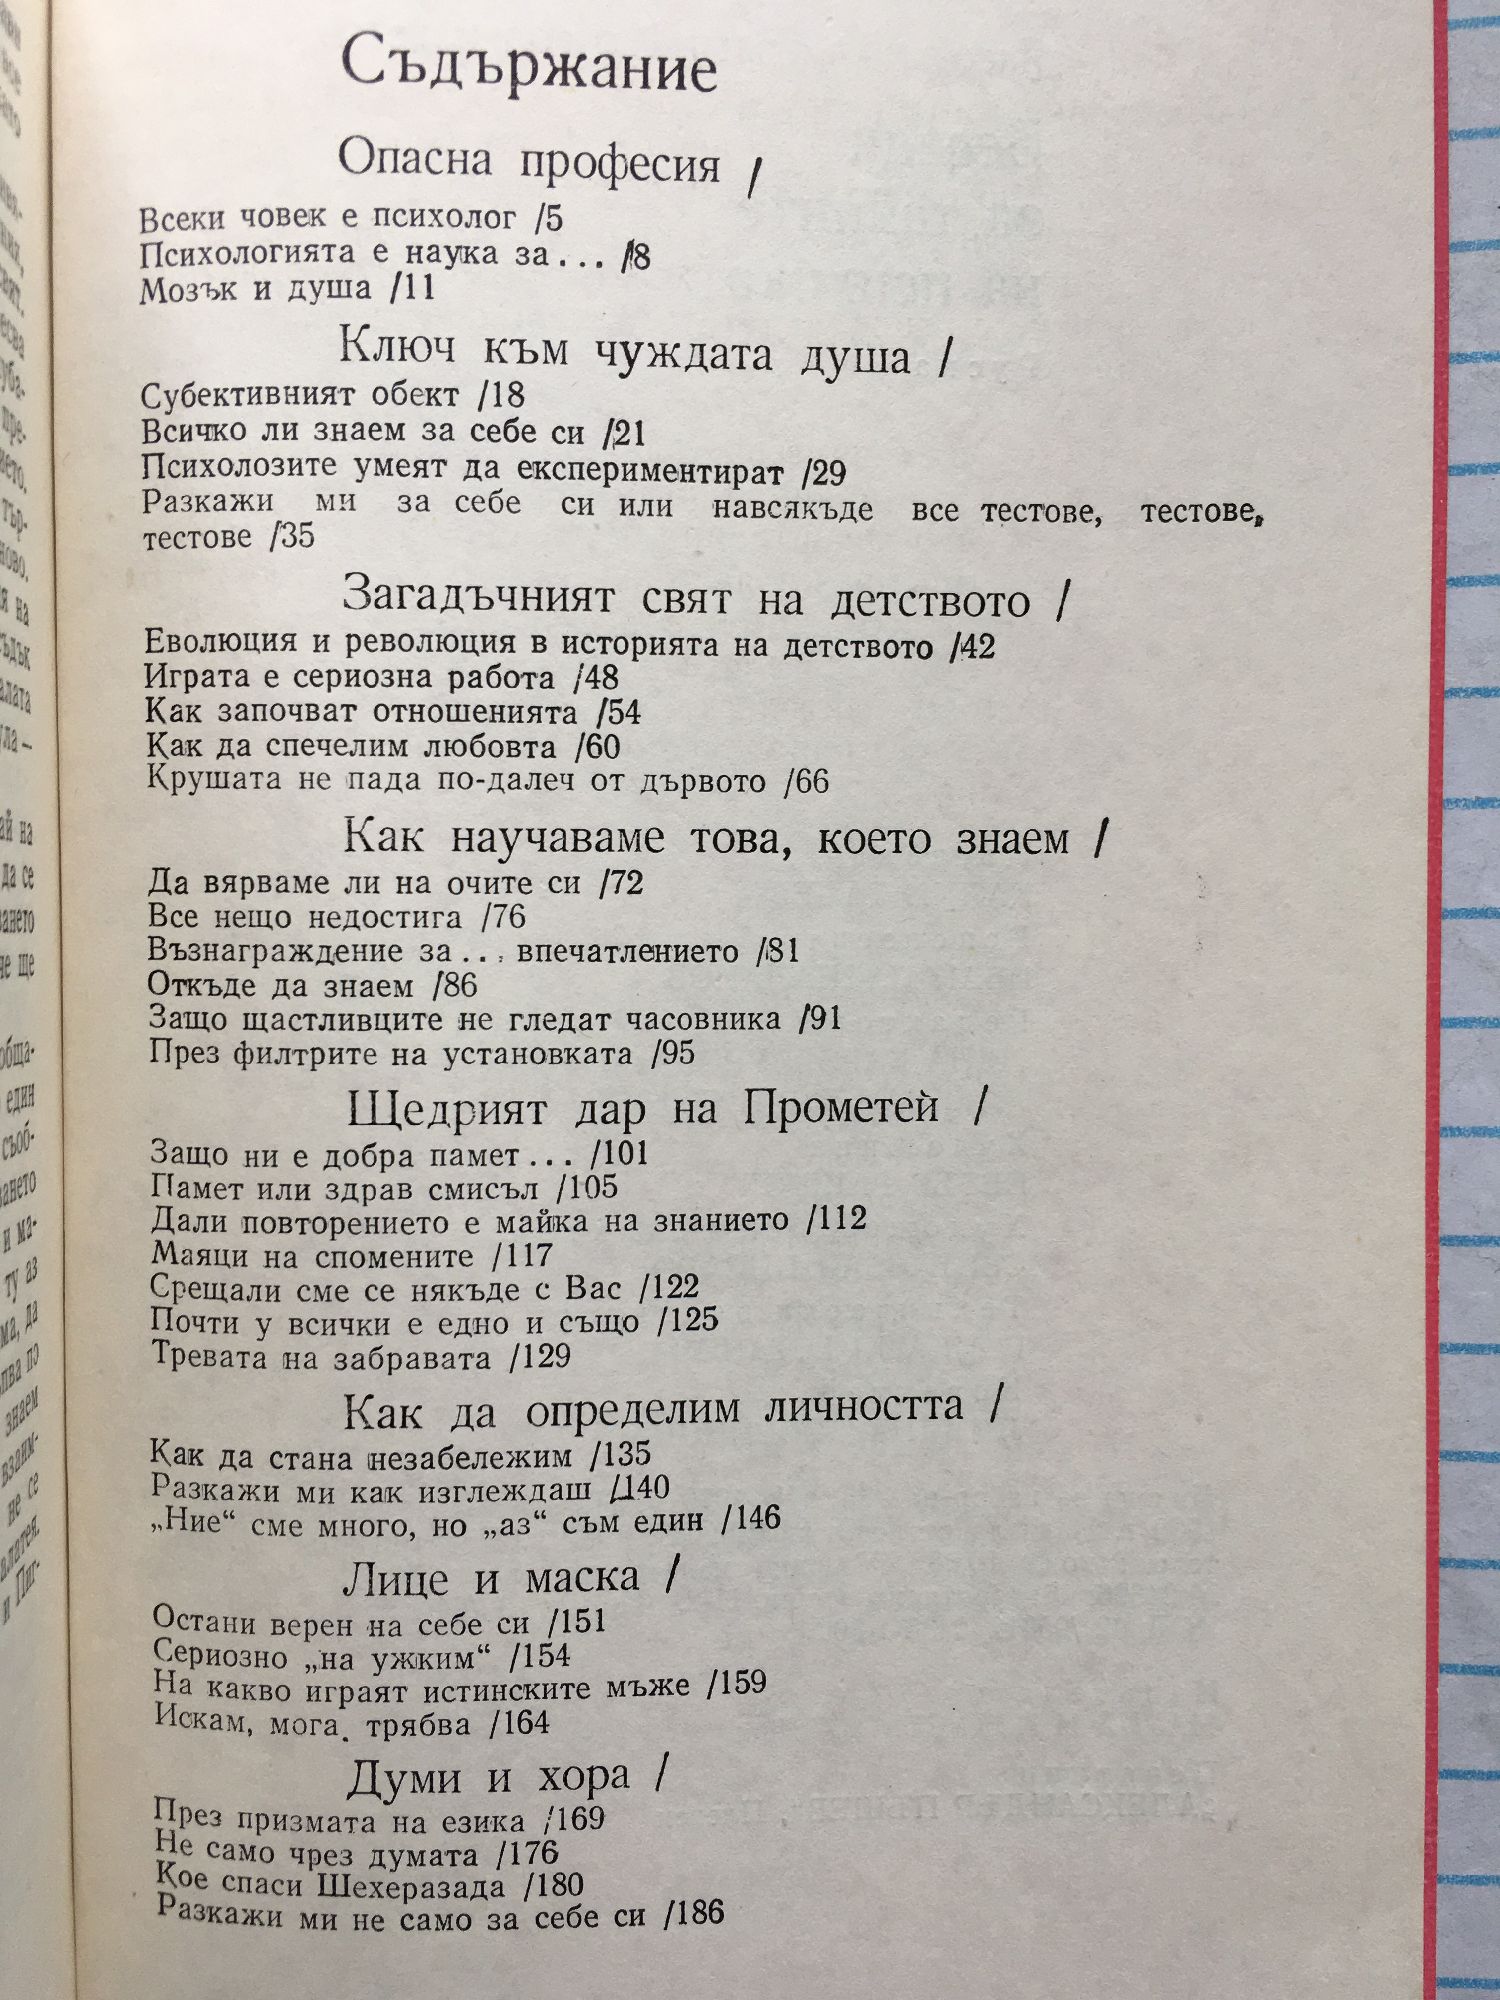 Съдържание
Опасна професия /
Всеки човек е психолог /5
Психологията е наука за... /8
Мозък и душа /11
Ключ към чуждата душа /
Субективният обект /18
Всичко ли знаем за себе си /21
Психолозите умеят да експериментират /29
Разкажи ми за себе си или навсякъде все тестове, тестове,
тестове /35
Загадъчният свят на детството /
Еволюция и революция в историята на детството /42
Играта е сериозна работа /48
Как започват отношенията /54
Как да спечелим любовта /60
Крушата не пада по-далеч от дървото /66
Как научаваме това, което знаем /
Да вярваме ли на очите си /72
Все нещо недостига /76
Възнаграждение за... впечатлението /81
Откъде да знаем /86
Защо щастливците не гледат часовника /91
През филтрите на установката /95
Щедрият дар на Прометей /
Защо ни е добра памет... /101
Памет или здрав смисъл /105
Дали повторението е майка на знанието /112
Маяци на спомените /117
Срещали сме се някъде с Вас /122
Почти у всички е едно и също /125
Тревата на забравата /129
Как да определим личността /
Как да стана незабележим /135
Разкажи ми как изглеждаш /140
„Ние“ сме много, но „аз“ съм един /146
Лице и маска /
Остани верен на себе си /151
Сериозно „на ужким“ /154
На какво играят истинските мъже /159
Искам, мога. трябва /164
Думи и хора /
През призмата на езика /169
Не само чрез думата /176
Кое спаси Шехеразада /180
Разкажи ми не само за себе си /186